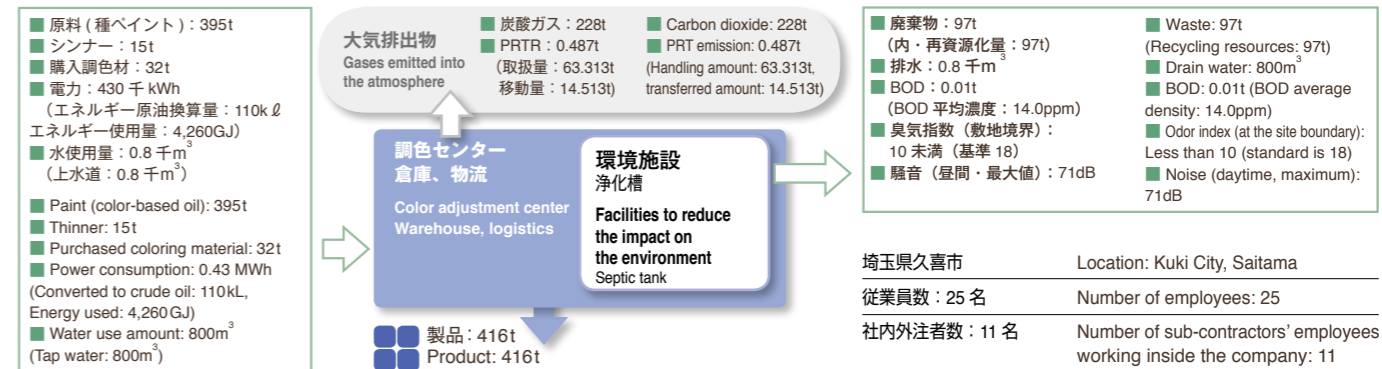 ■ 原料 ( 種ペイント ) : 395t
■ シンナー : 15t
■ 購入調色材 : 32t
■ 電力 : 430 千 kWh
（エネルギー原油換算量 : 110kℓ
エネルギー使用量 : 4,260GJ）
■ 水使用量 : 0.8 千m³
（上水道 : 0.8 千m³）
■ Paint (color-based oil): 395t
■ Thinner: 15t
■ Purchased coloring material: 32t
■ Power consumption: 0.43 MWh
(Converted to crude oil: 110kL,
Energy used: 4,260GJ)
■ Water use amount: 800m³
(Tap water: 800m³)
大気排出物
Gases emitted into
the atmosphere
■ 炭酸ガス : 228t
■ PRTR : 0.487t
（取扱量 : 63.313t
移動量 : 14.513t）
■ Carbon dioxide: 228t
■ PRT emission: 0.487t
(Handling amount: 63.313t,
transferred amount: 14.513t)
調色センター
倉庫、物流
Color adjustment center
Warehouse, logistics
環境施設
浄化槽
Facilities to reduce
the impact on
the environment
Septic tank
製品 : 416t
Product: 416t
■ 廃棄物 : 97t
（内・再資源化量 : 97t）
■ 排水 : 0.8 千m³
■ BOD : 0.01t
（BOD 平均濃度 : 14.0ppm）
■ 臭気指数（敷地境界）:
10 未満（基準 18）
■ 騒音（昼間・最大値）: 71dB
■ Waste: 97t
(Recycling resources: 97t)
■ Drain water: 800m³
■ BOD: 0.01t (BOD average
density: 14.0ppm)
■ Odor index (at the site boundary):
Less than 10 (standard is 18)
■ Noise (daytime, maximum):
71dB
埼玉県久喜市 Location: Kuki City, Saitama
従業員数 : 25 名 Number of employees: 25
社内外注者数 : 11 名 Number of sub-contractors' employees
working inside the company: 11